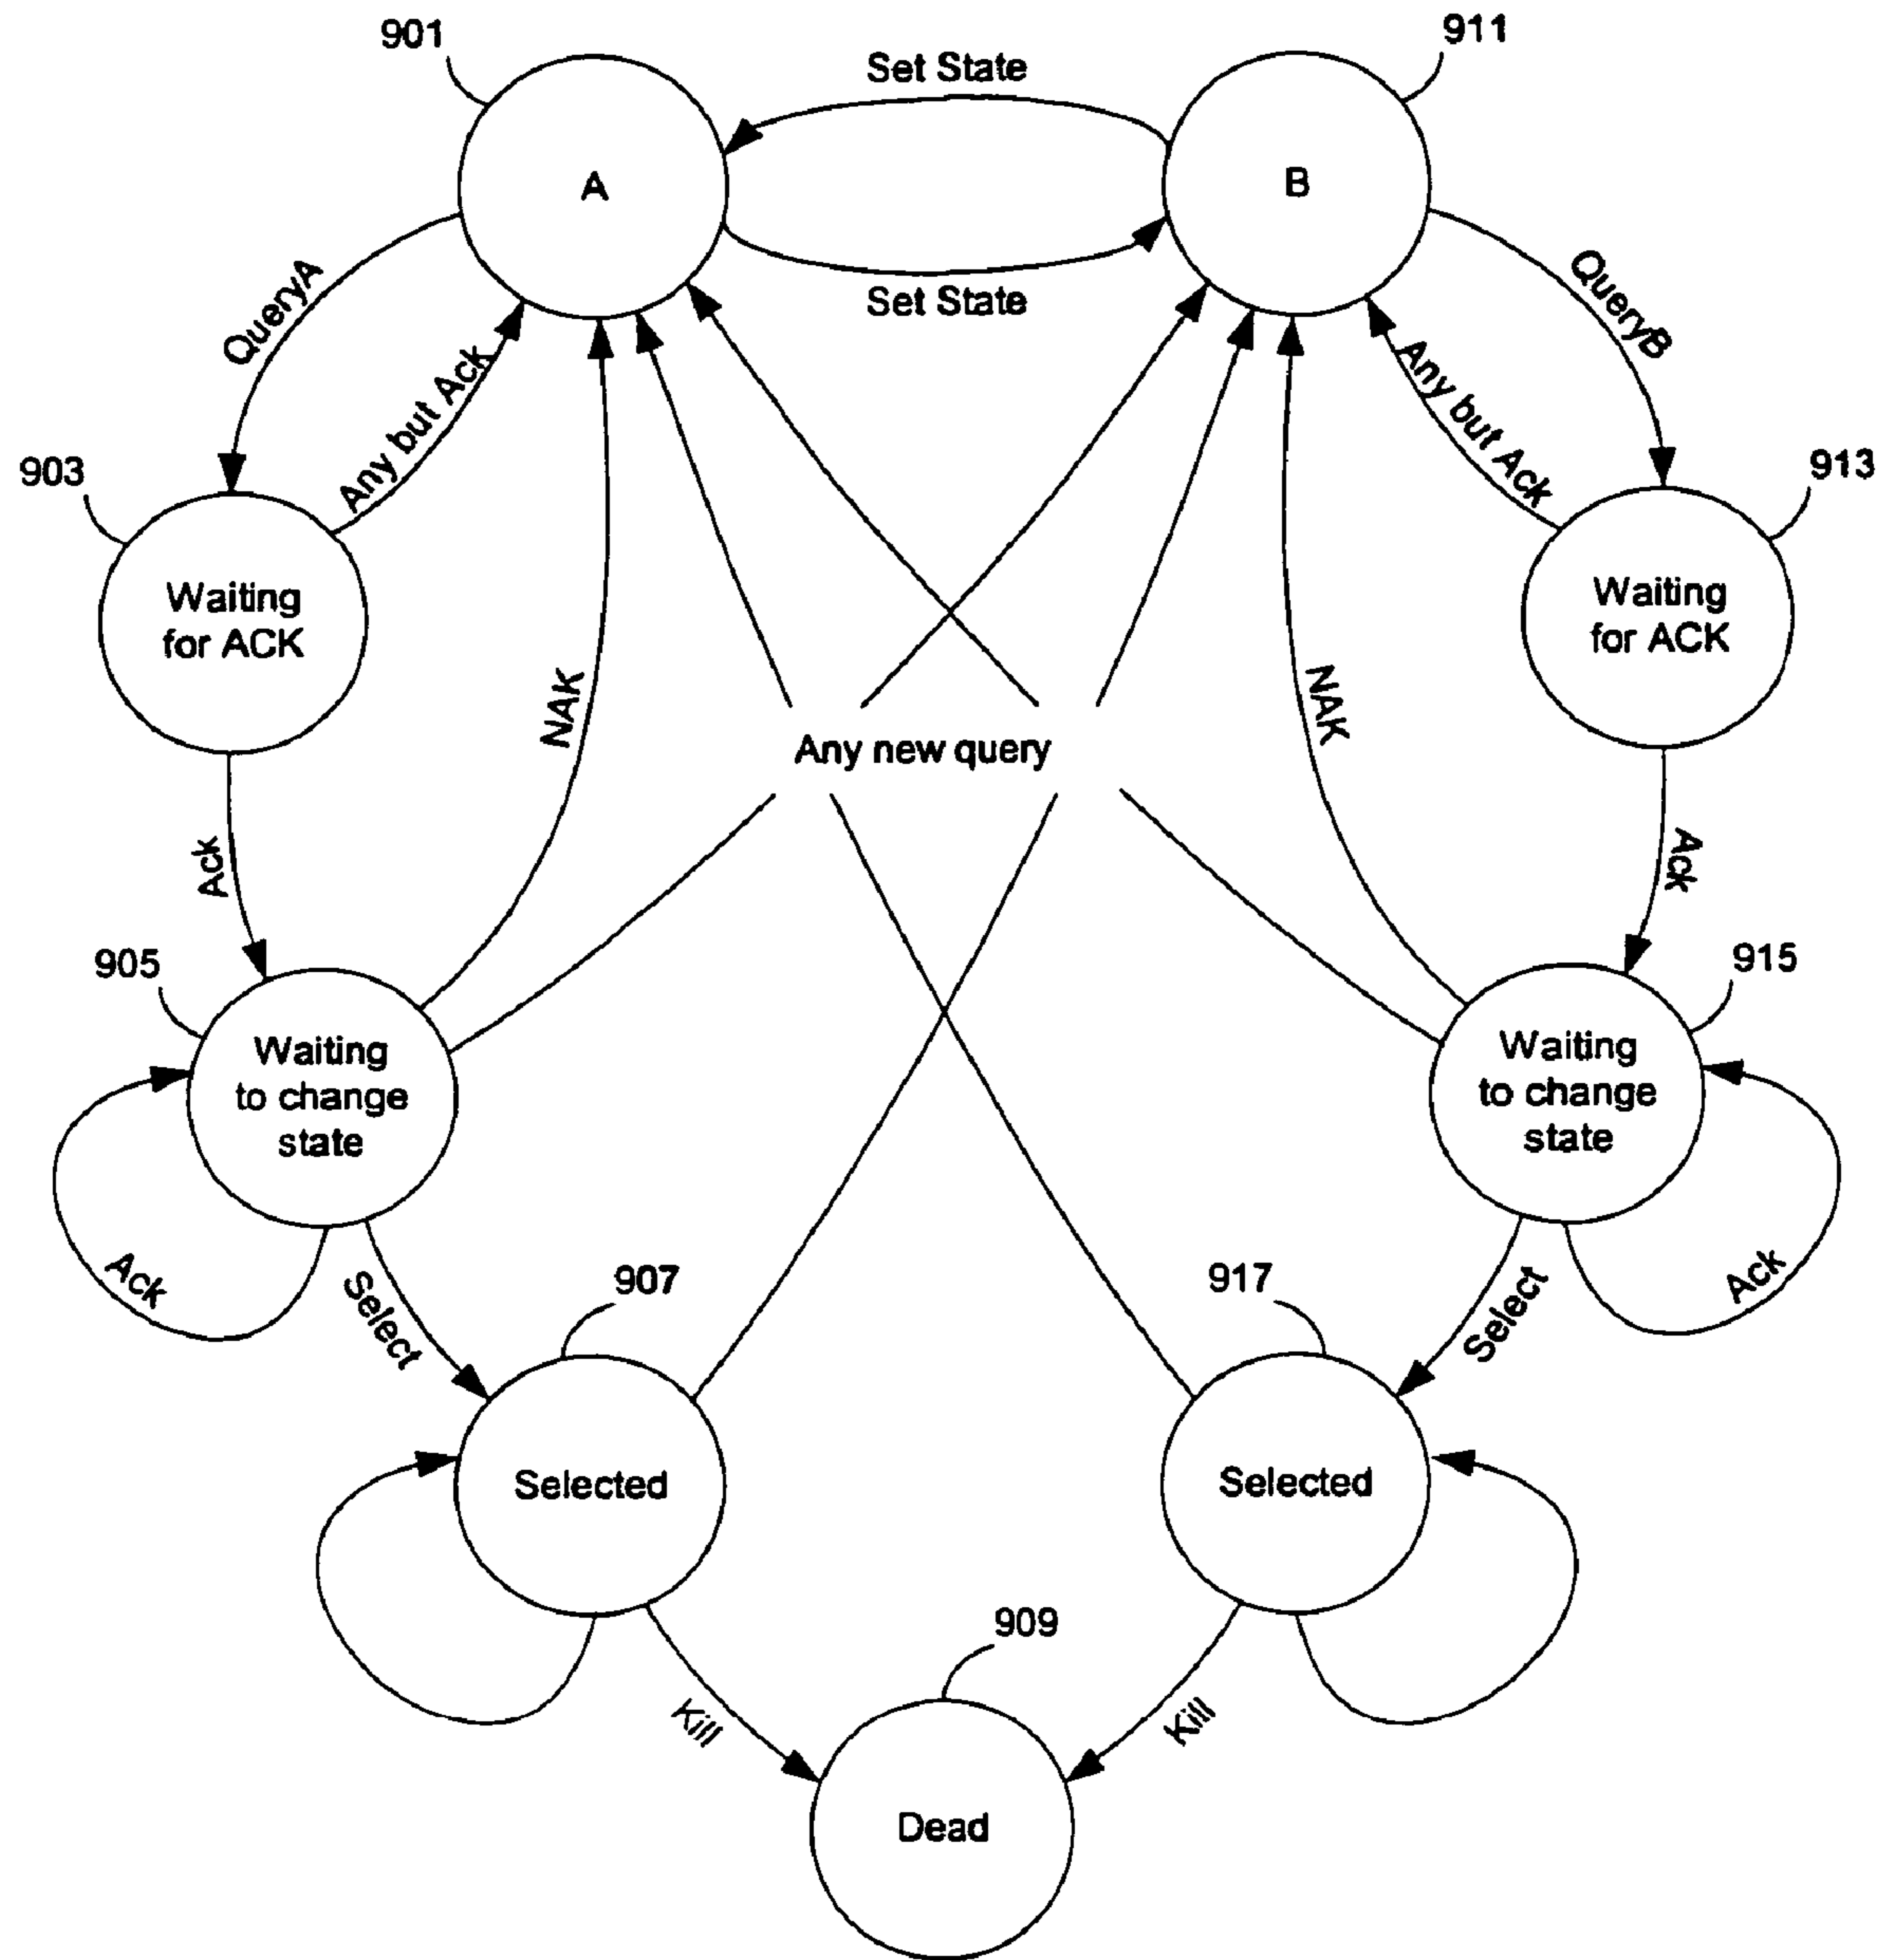 901
911
Set State
A
B
Set State
QueryA
QueryB
Any but Ack
Any but Ack
903
913
Waiting
for ACK
Waiting
for ACK
NAK
NAK
Any new query
Ack
Ack
905
915
Waiting
to change
state
Waiting
to change
state
Ack
Ack
Select
Select
907
917
Selected
Selected
909
Kill
Kill
Dead